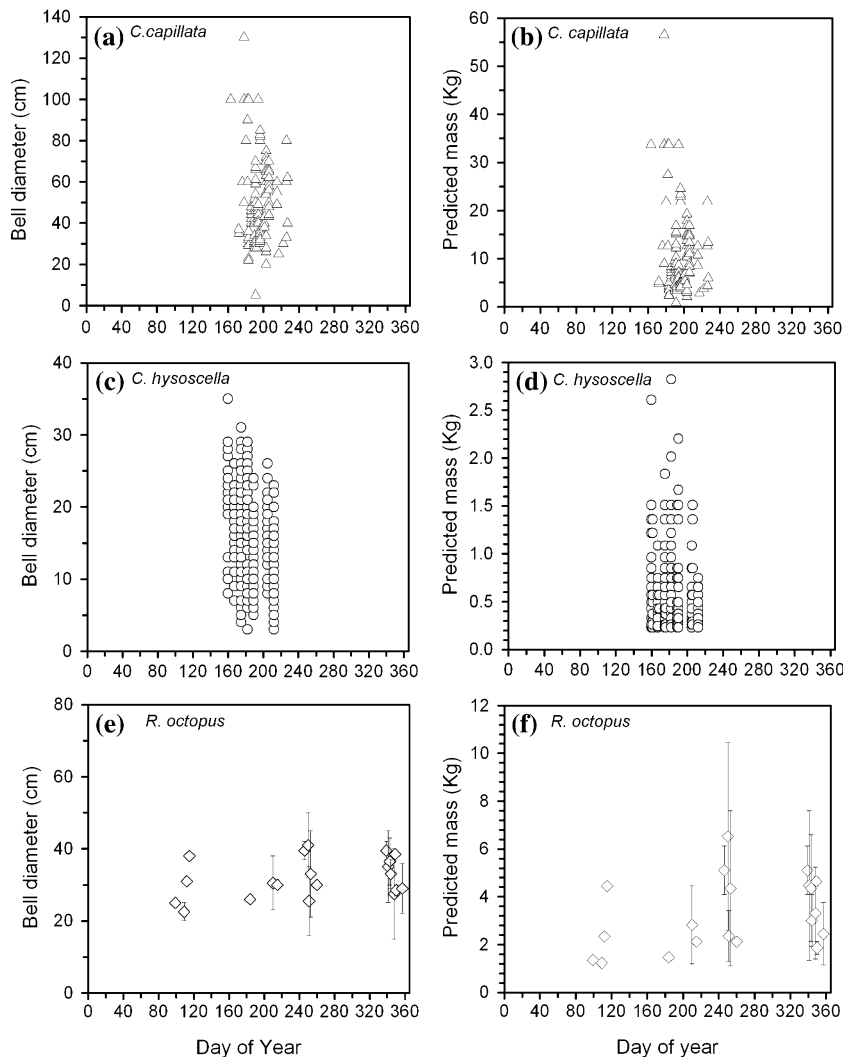 (a) C.capillata
Bell diameter (cm)
140
120
100
80
60
40
20
0
0 40 80 120 160 200 240 280 320 360
(b) C. capillata
Predicted mass (Kg)
60
50
40
30
20
10
0
0 40 80 120 160 200 240 280 320 360
(c) C. hysoscella
Bell diameter (cm)
40
30
20
10
0
0 40 80 120 160 200 240 280 320 360
(d) C. hysoscella
Predicted mass (Kg)
3.0
2.5
2.0
1.5
1.0
0.5
0.0
0 40 80 120 160 200 240 280 320 360
(e) R. octopus
Bell diameter (cm)
80
60
40
20
0
0 40 80 120 160 200 240 280 320 360
Day of Year
(f) R. octopus
Predicted mass (Kg)
12
10
8
6
4
2
0
0 40 80 120 160 200 240 280 320 360
Day of year